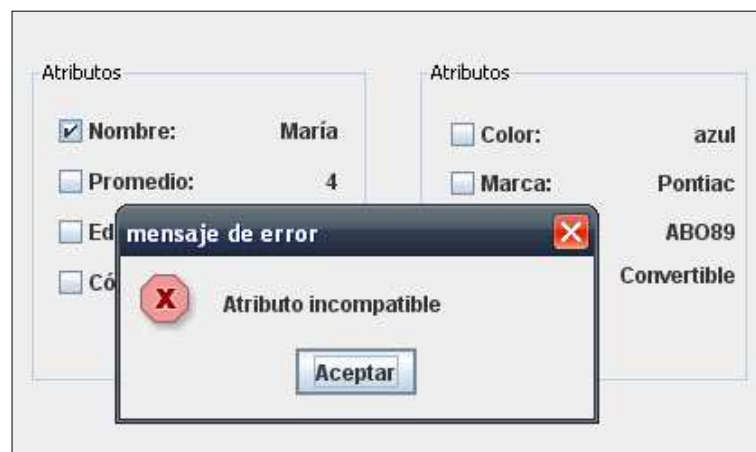 Atributos
Nombre: María
Promedio: 4
Ed
Có
Atributos
Color: azul
Marca: Pontiac
ABO89
Convertible
mensaje de error
Atributo incompatible
Aceptar